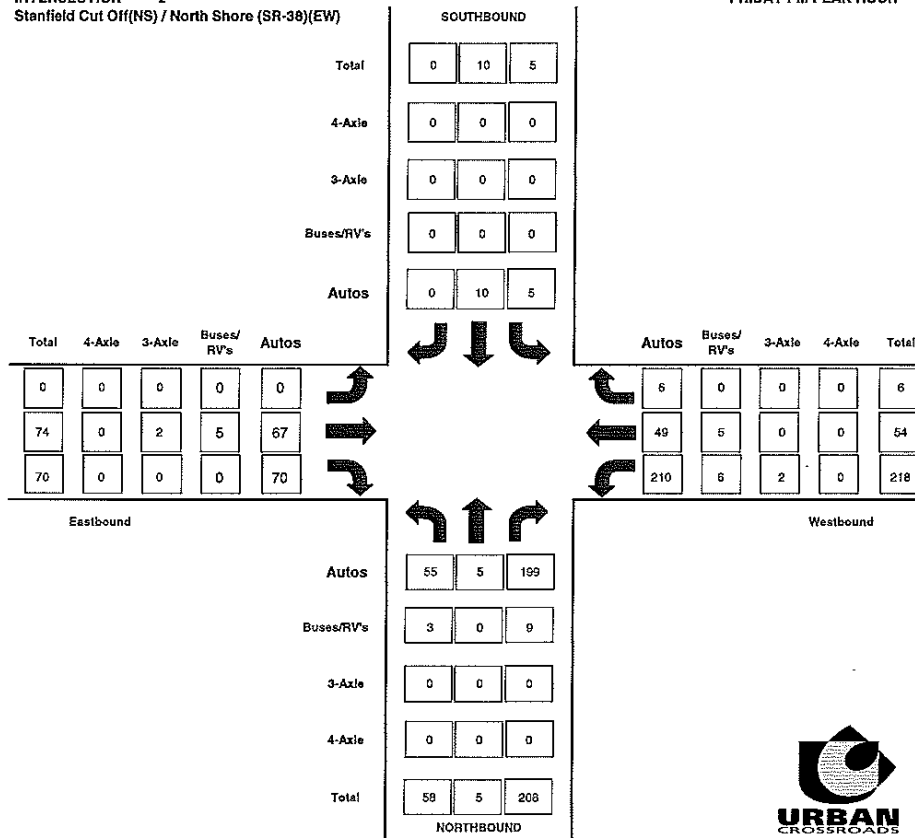 Stanfield Cut Off(NS) / North Shore (SR-38)(EW)
SOUTHBOUND
Total 0 10 5
4-Axle 0 0 0
3-Axle 0 0 0
Buses/RV's 0 0 0
Autos 0 10 5
Total 4-Axle 3-Axle Buses/ RV's Autos
0 0 0 0 0
74 0 2 5 67
70 0 0 0 70
Eastbound
Autos Buses/ RV's 3-Axle 4-Axle Total
6 0 0 0 6
49 5 0 0 54
210 6 2 0 218
Westbound
Autos 55 5 199
Buses/RV's 3 0 9
3-Axle 0 0 0
4-Axle 0 0 0
Total 58 5 208
NORTHBOUND
URBAN
CROSSROADS